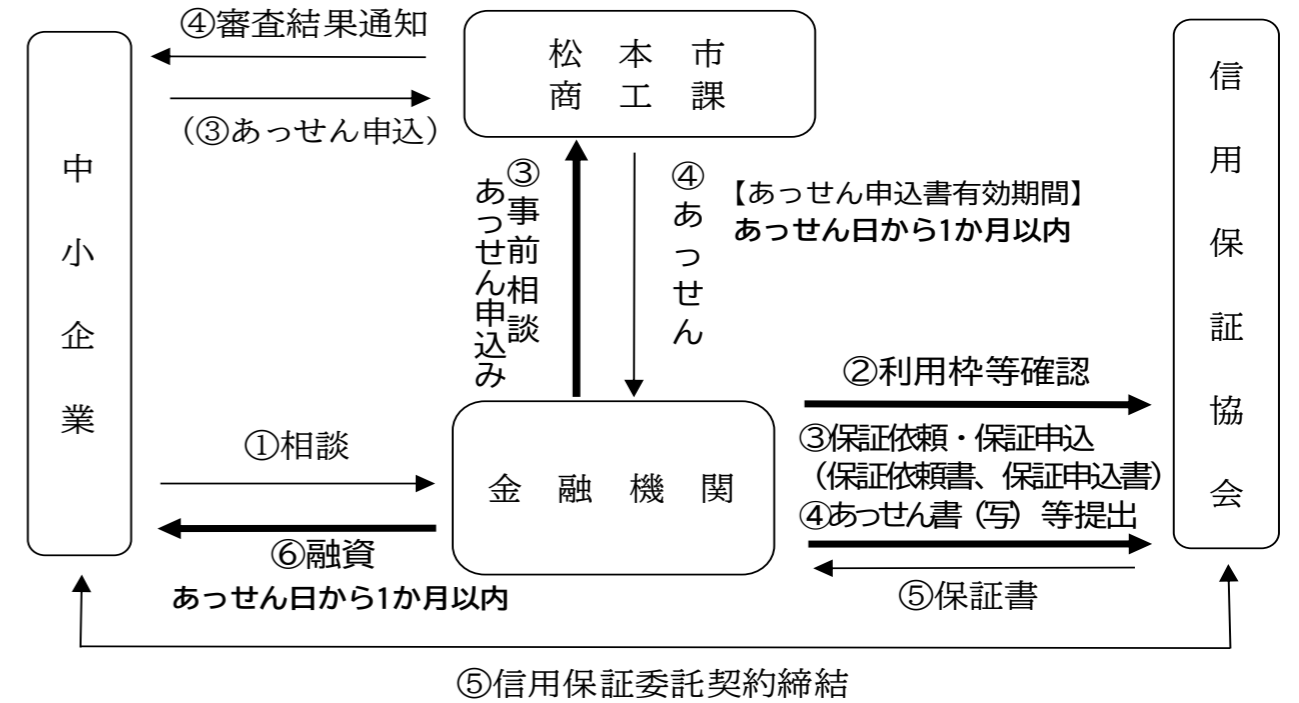 ④審査結果通知
松本市
商工課
(③あっせん申込)
中小企業
信用保証協会
③事前相談
あっせん申込み
④あっせん
【あっせん申込書有効期間】
あっせん日から1か月以内
②利用枠等確認
①相談
金融機関
③保証依頼・保証申込
(保証依頼書、保証申込書)
④あっせん書(写)等提出
⑥融資
あっせん日から1か月以内
⑤保証書
⑤信用保証委託契約締結